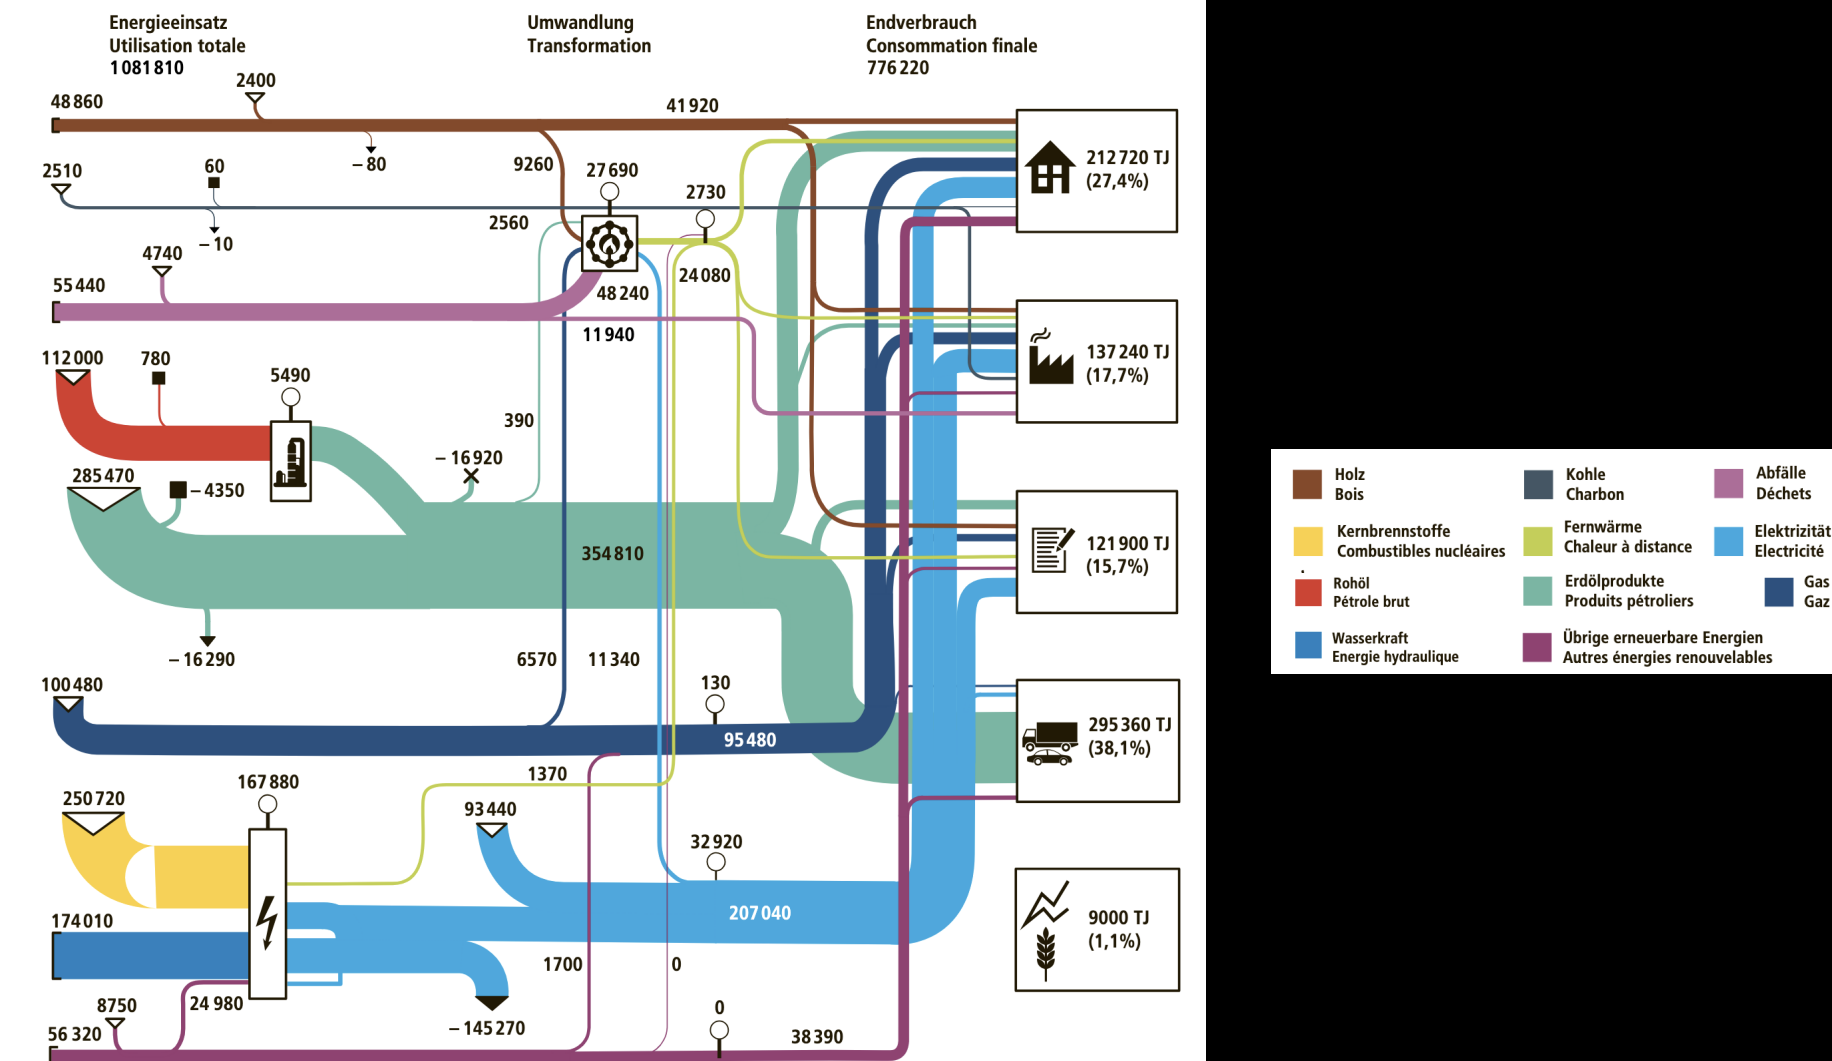 Energieeinsatz
Utilisation totale
1 081 810
Umwandlung
Transformation
Endverbrauch
Consommation finale
776 220
2400
48 860
41 920
– 80
9260
2510
60
– 10
27 690
2730
2560
212 720 TJ
(27,4%)
4740
55 440
48 240
24 080
11 940
137 240 TJ
(17,7%)
112 000
780
5490
390
– 16 920
285 470
– 4350
354 810
121 900 TJ
(15,7%)
– 16 290
6570
11 340
100 480
130
95 480
295 360 TJ
(38,1%)
1370
167 880
250 720
93 440
32 920
207 040
9000 TJ
(1,1%)
174 010
1700
0
24 980
8750
– 145 270
0
56 320
38 390
Holz
Bois
Kohle
Charbon
Abfälle
Déchets
Kernbrennstoffe
Combustibles nucléaires
Fernwärme
Chaleur à distance
Elektrizität
Electricité
Rohöl
Pétrole brut
Erdölprodukte
Produits pétroliers
Gas
Gaz
Wasserkraft
Energie hydraulique
Übrige erneuerbare Energien
Autres énergies renouvelables